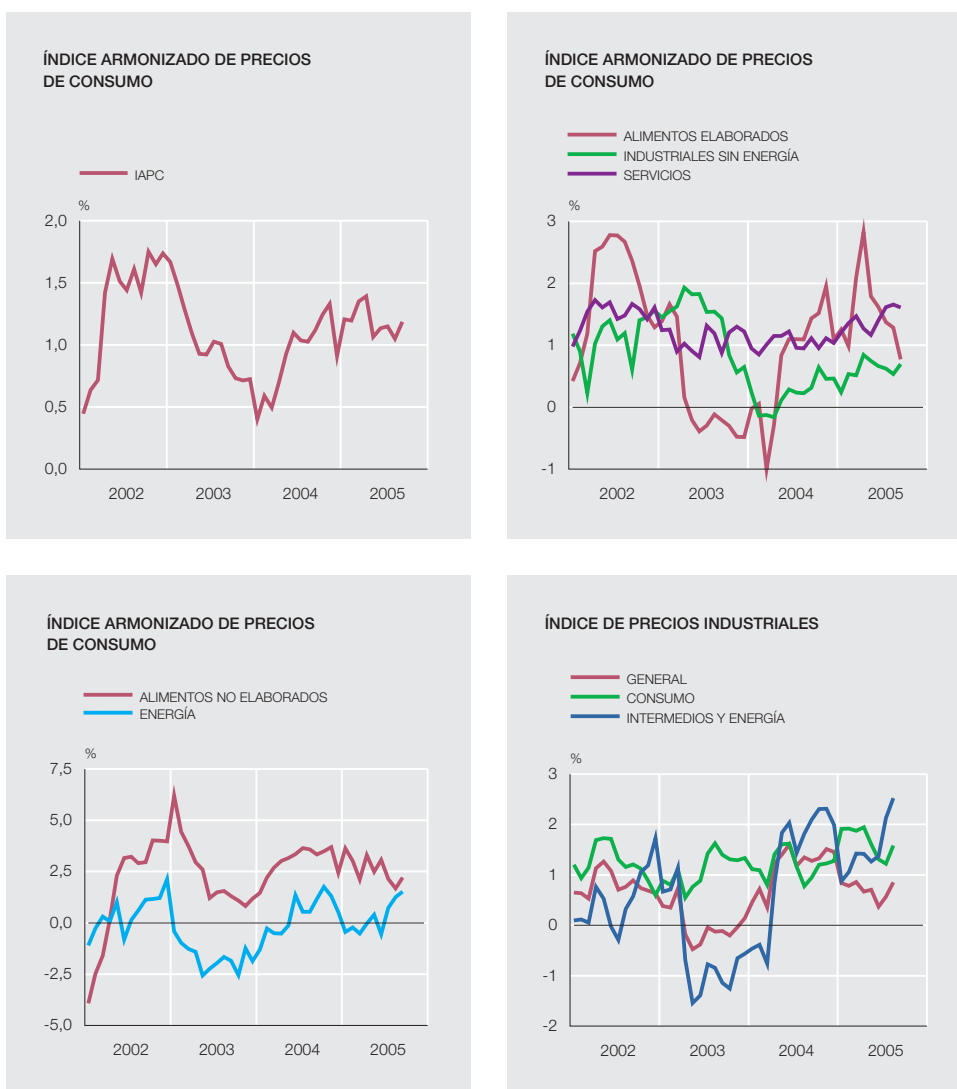 ÍNDICE ARMONIZADO DE PRECIOS
DE CONSUMO
IAPC
%
2,0
1,5
1,0
0,5
0,0
2002 2003 2004 2005
ÍNDICE ARMONIZADO DE PRECIOS
DE CONSUMO
ALIMENTOS ELABORADOS
INDUSTRIALES SIN ENERGÍA
SERVICIOS
%
3
2
1
0
-1
2002 2003 2004 2005
ÍNDICE ARMONIZADO DE PRECIOS
DE CONSUMO
ALIMENTOS NO ELABORADOS
ENERGÍA
%
7,5
5,0
2,5
0,0
-2,5
-5,0
2002 2003 2004 2005
ÍNDICE DE PRECIOS INDUSTRIALES
GENERAL
CONSUMO
INTERMEDIOS Y ENERGÍA
%
3
2
1
0
-1
-2
2002 2003 2004 2005